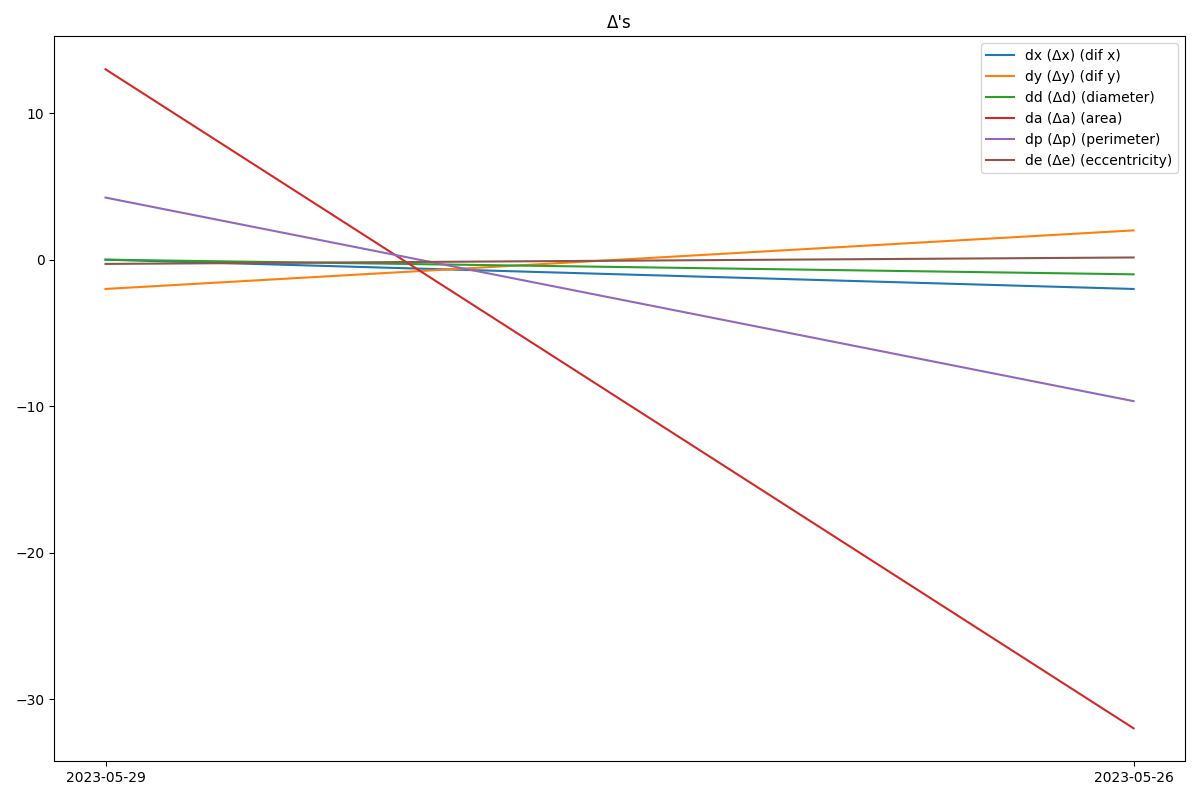 Δ's
dx (Δx) (dif x)
dy (Δy) (dif y)
dd (Δd) (diameter)
da (Δa) (area)
dp (Δp) (perimeter)
de (Δe) (eccentricity)
10
0
−10
−20
−30
2023-05-29
2023-05-26